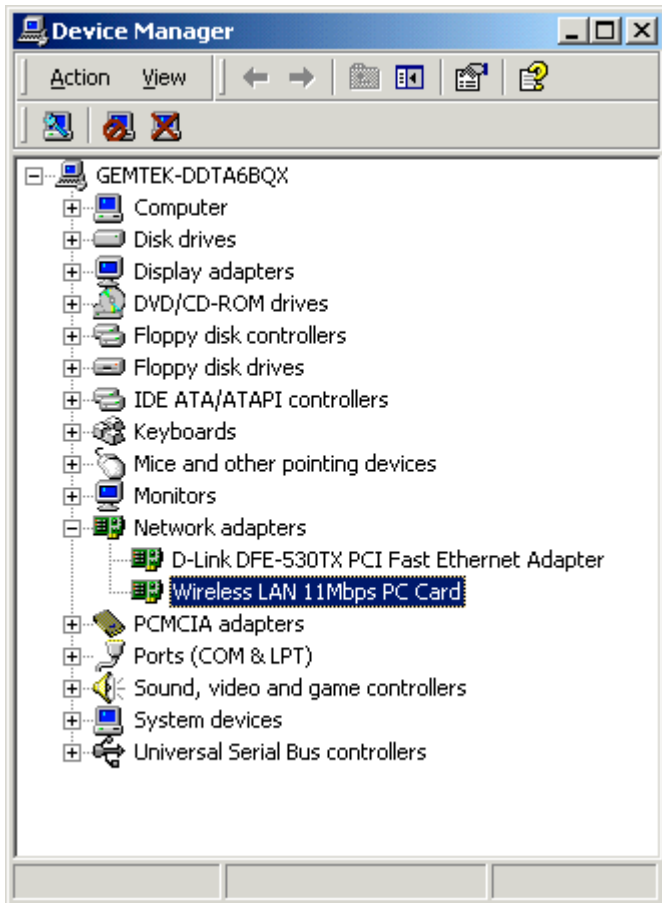 Device Manager
Action View
GEMTEK-DDTA6BQX
Computer
Disk drives
Display adapters
DVD/CD-ROM drives
Floppy disk controllers
Floppy disk drives
IDE ATA/ATAPI controllers
Keyboards
Mice and other pointing devices
Monitors
Network adapters
D-Link DFE-530TX PCI Fast Ethernet Adapter
Wireless LAN 11Mbps PC Card
PCMCIA adapters
Ports (COM & LPT)
Sound, video and game controllers
System devices
Universal Serial Bus controllers